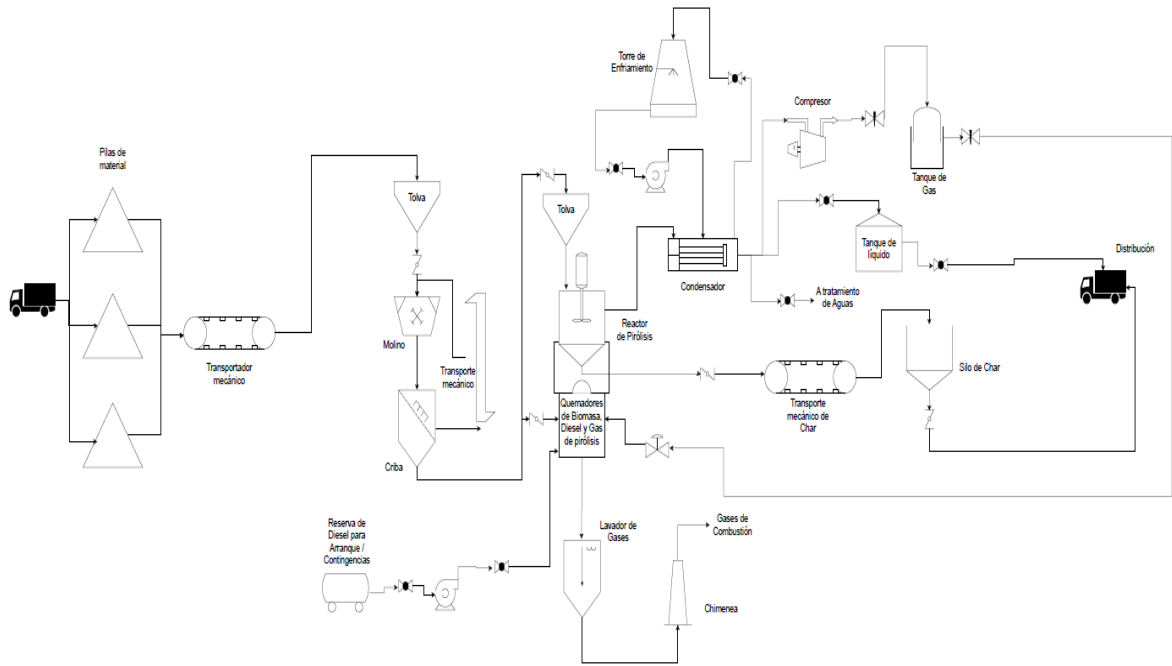 Pilas de
material
Transportador
mecánico
Tolva
Molino
Transporte
mecánico
Criba
Reserva de
Diesel para
Arranque /
Contingencias
Torre de
Enfriamiento
Tolva
Reactor
de Pirólisis
Quemadores
de Biomasa,
Diesel y Gas
de pirólisis
Lavador de
Gases
Gases de
Combustión
Chimenea
Condensador
Compresor
Tanque de
Gas
Tanque de
líquido
A tratamiento
de Aguas
Distribución
Transporte
mecánico de
Char
Silo de Char